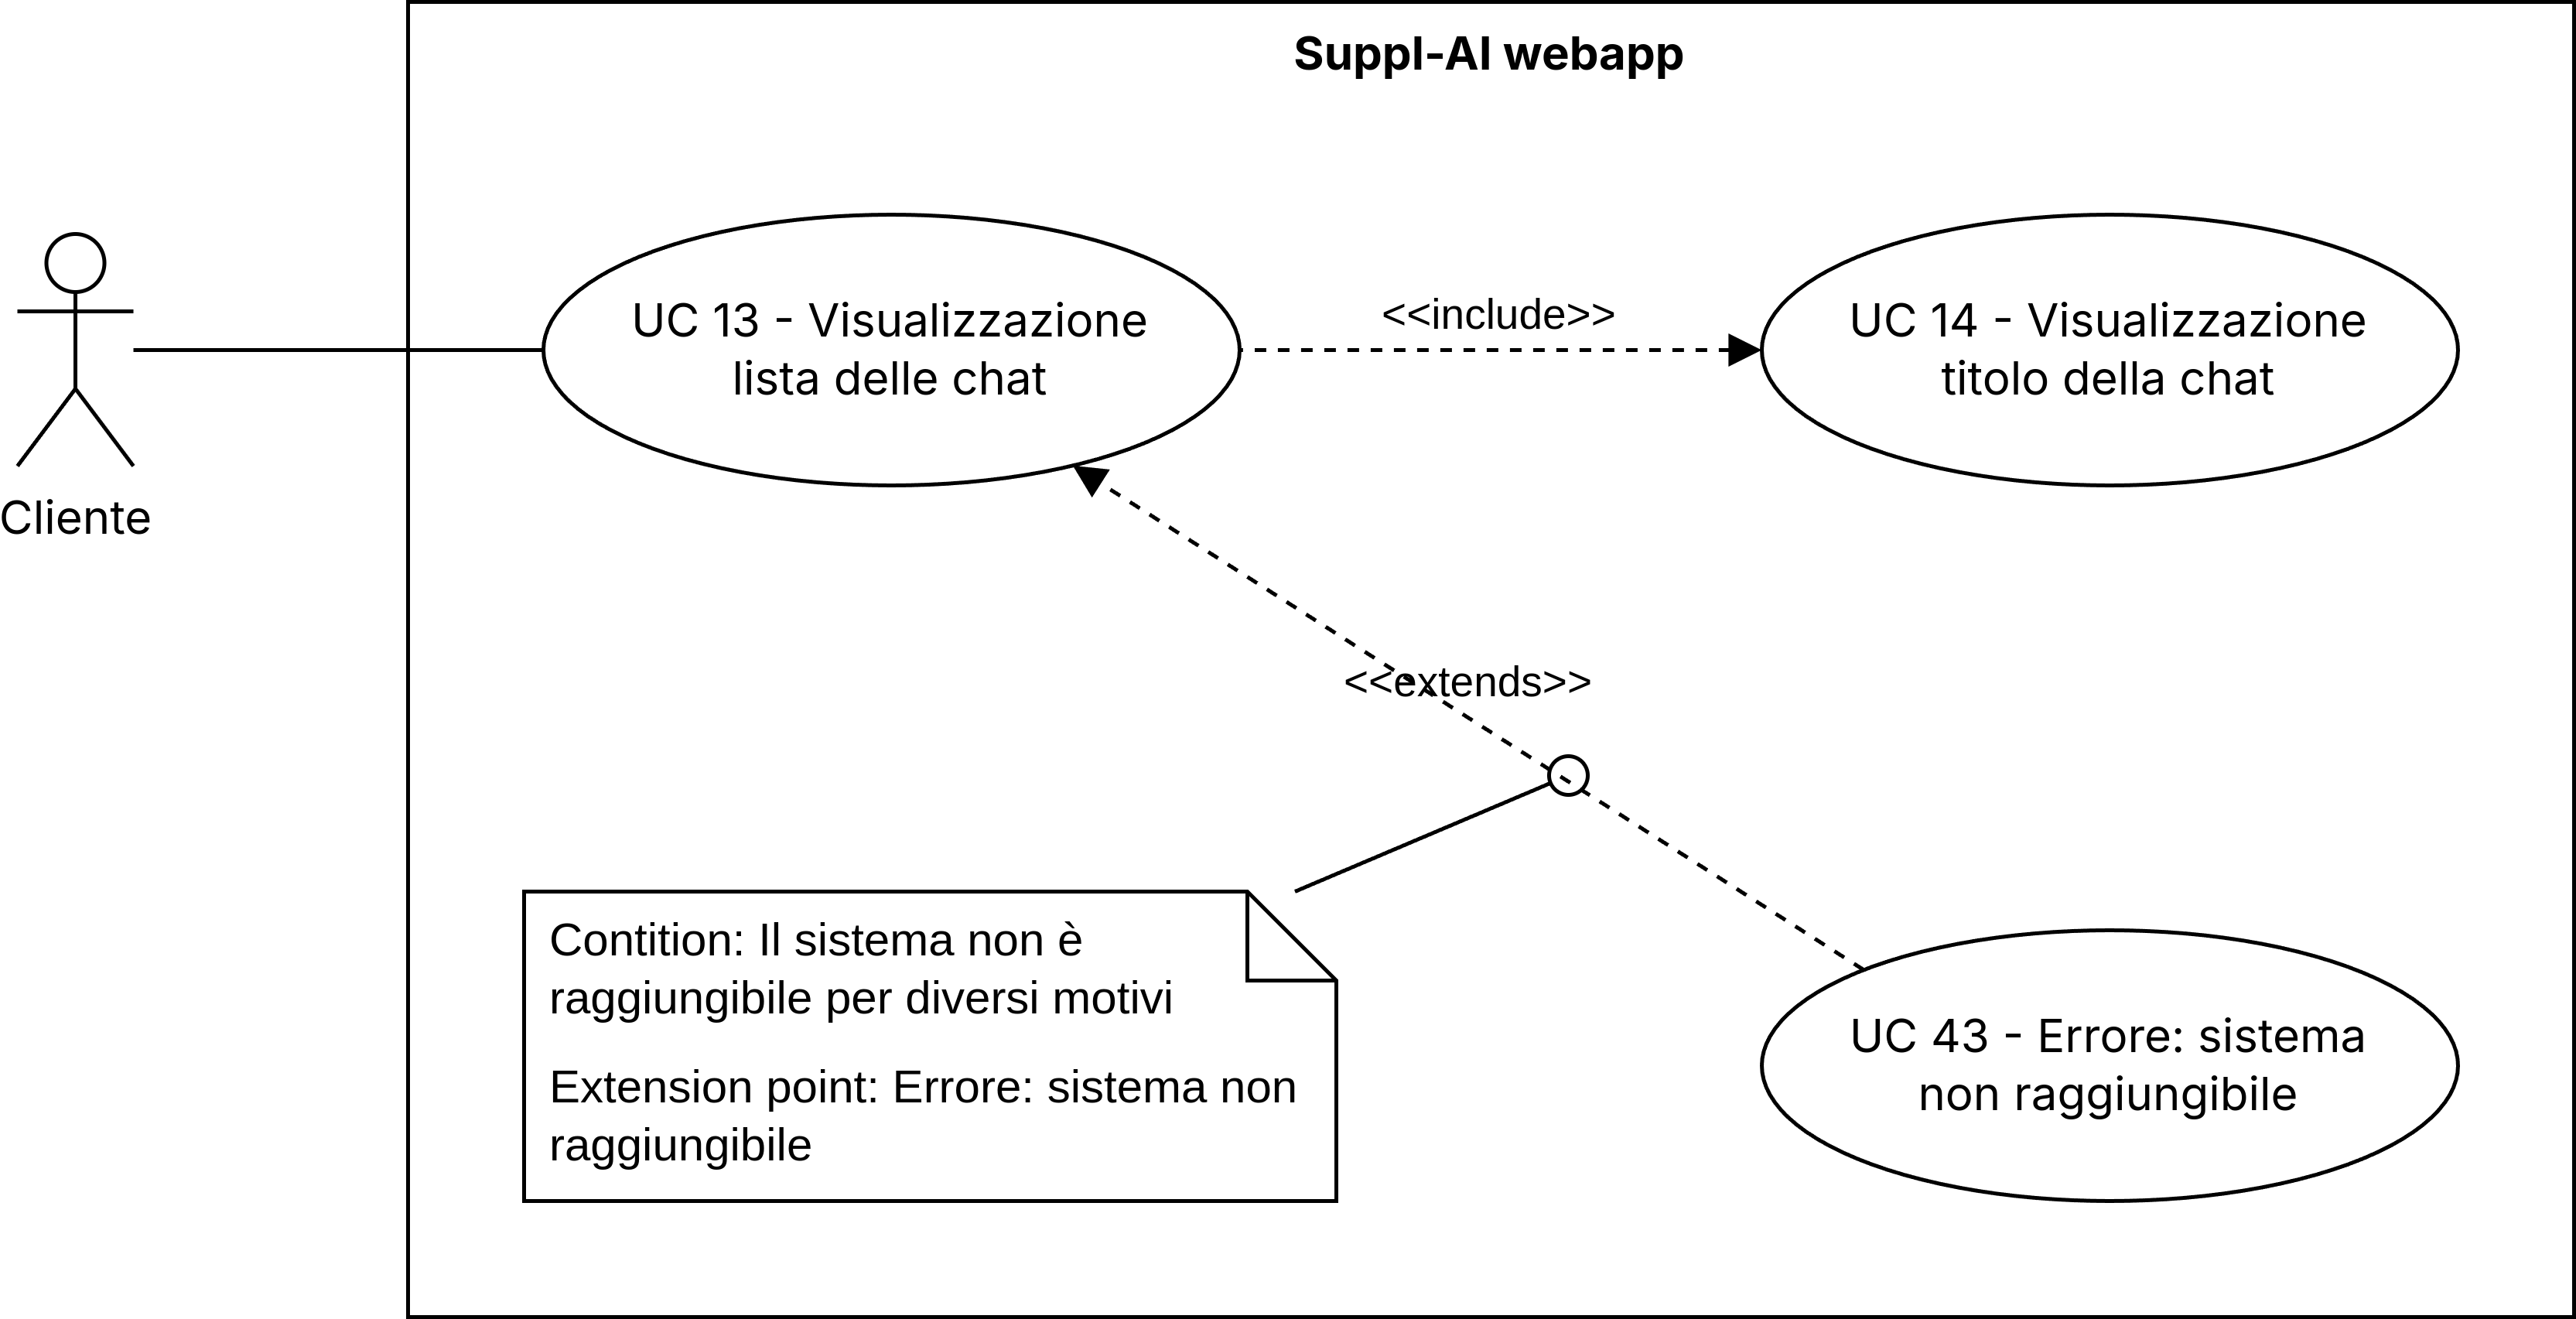 Suppl-AI webapp
UC 13 - Visualizzazione
lista delle chat
<<include>>
UC 14 - Visualizzazione
titolo della chat
Cliente
<<extends>>
Contition: Il sistema non è
raggiungibile per diversi motivi
Extension point: Errore: sistema non
raggiungibile
UC 43 - Errore: sistema
non raggiungibile